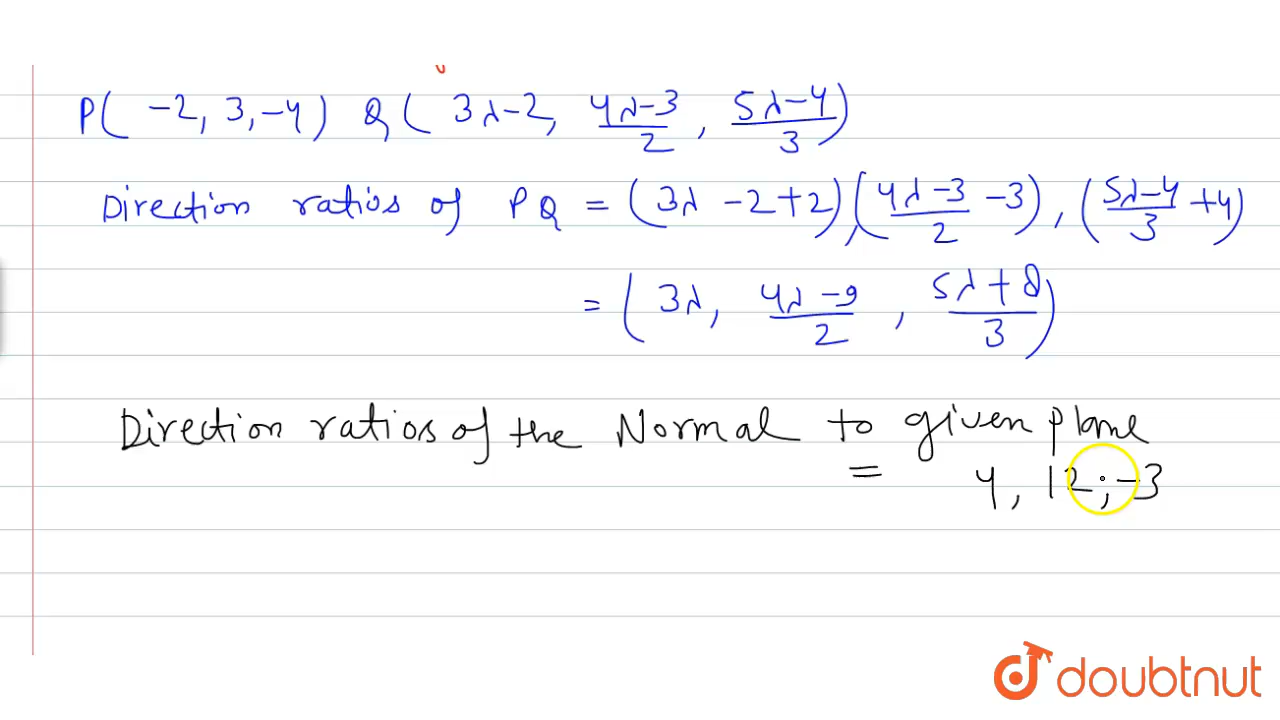 P( -2, 3, -4 ) Q ( 3λ-2, (4λ-3)/2, (5λ-4)/3 )
Direction ratios of PQ = (3λ -2+2), ((4λ-3)/2 -3), ((5λ-4)/3 +4)
= ( 3λ, (4λ-9)/2, (5λ+8)/3 )
Direction ratios of the Normal to given plane
= 4, 12, -3
doubtnut